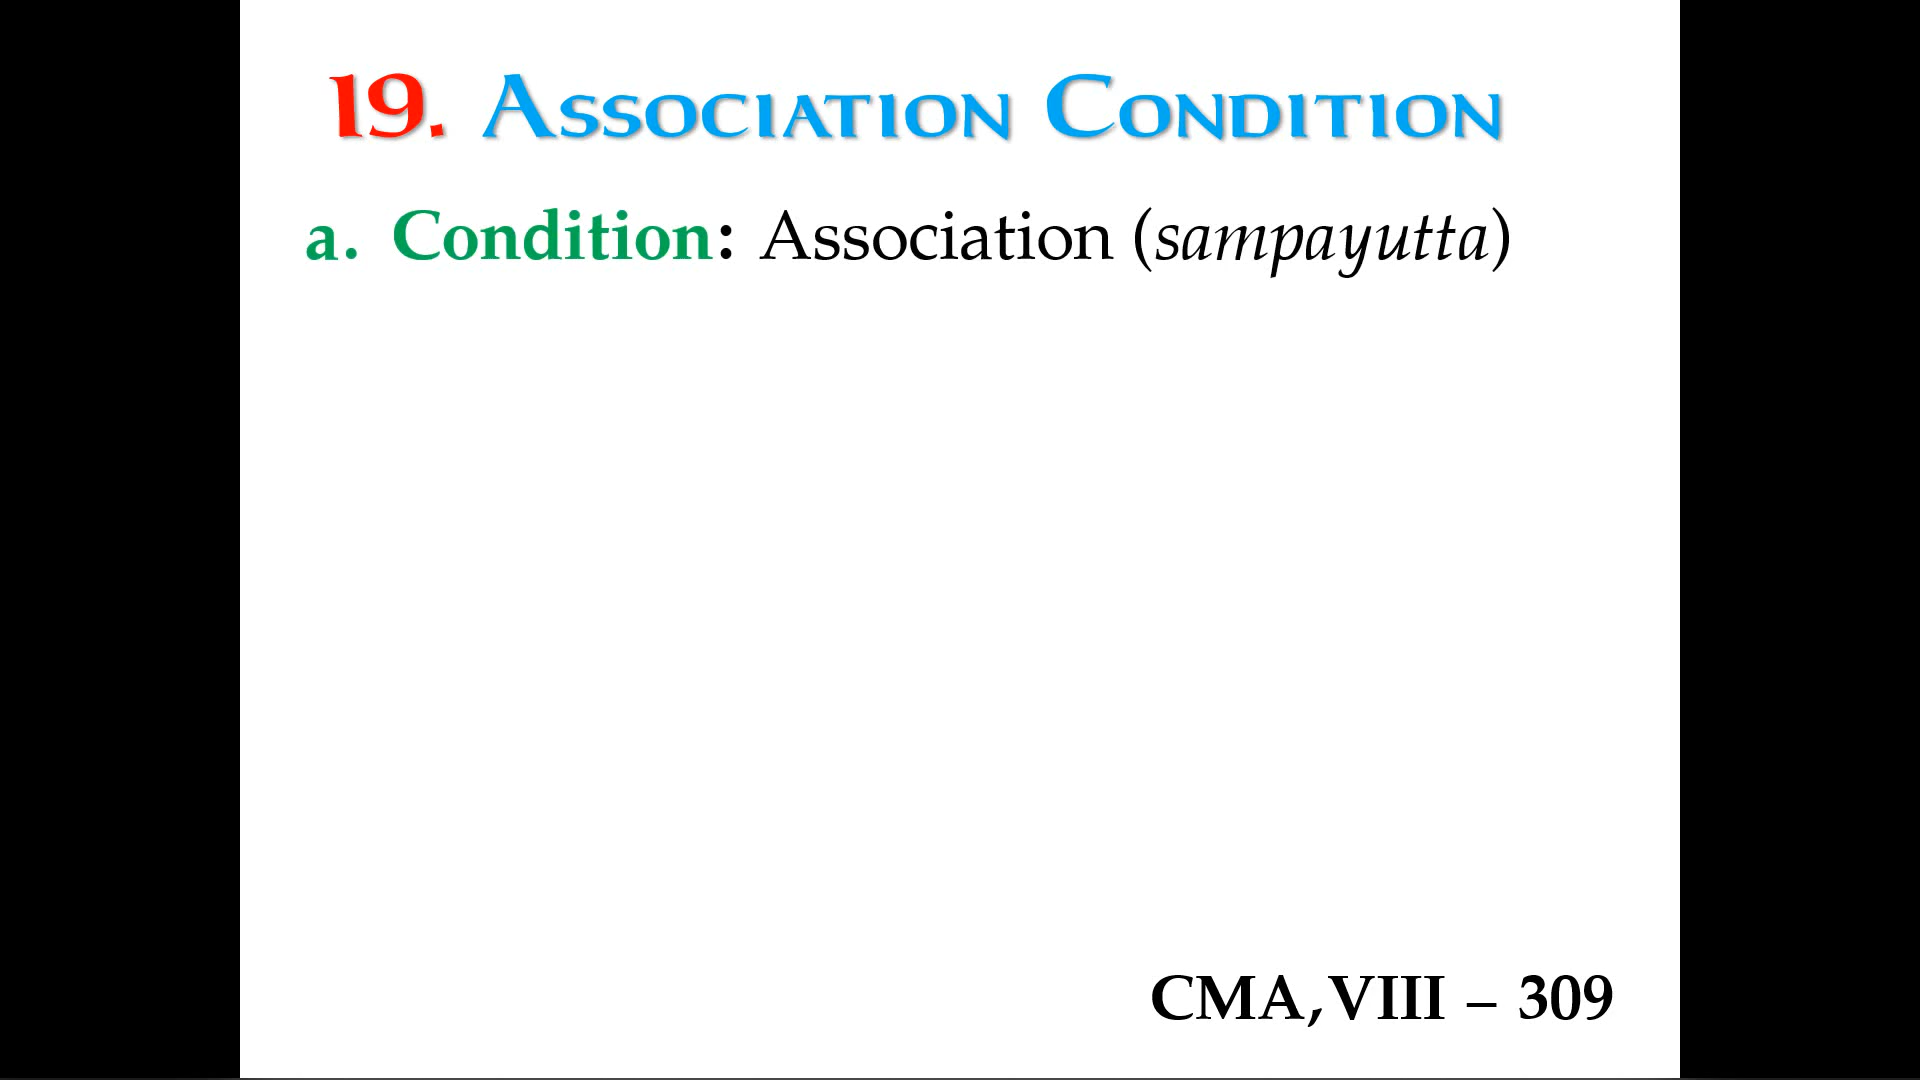 19. Association Condition
a. Condition: Association (sampayutta)
CMA, VIII – 309